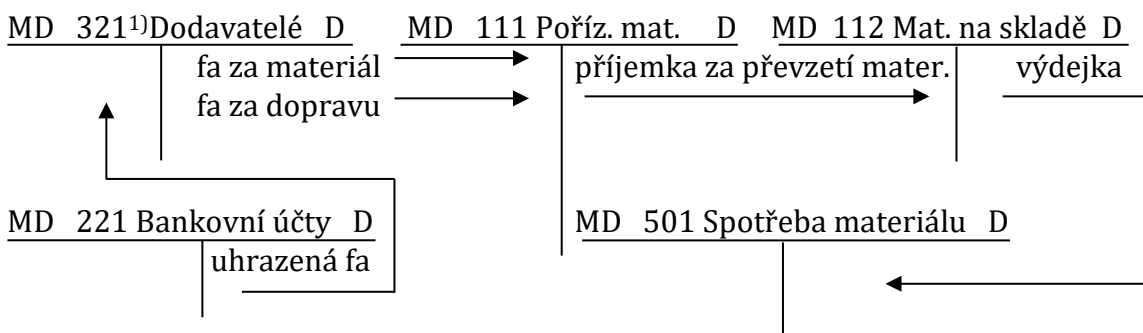 MD 321¹⁾Dodavatelé D MD 111 Poříz. mat. D MD 112 Mat. na skladě D
fa za materiál příjemka za převzetí mater. výdejka
fa za dopravu
MD 221 Bankovní účty D MD 501 Spotřeba materiálu D
uhrazená fa